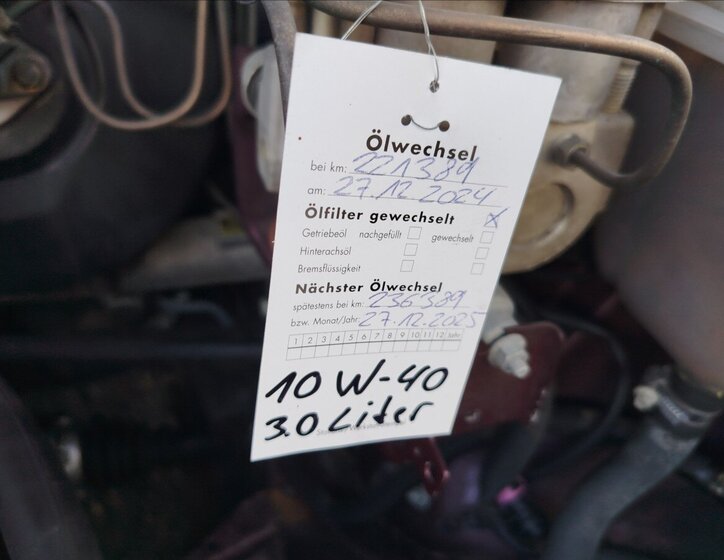 Ölwechsel
bei km: 221389
am: 27.12.2024
Ölfilter gewechselt X
Getriebeöl nachgefüllt gewechselt
Hinterachsöl
Bremsflüssigkeit
Nächster Ölwechsel
spätestens bei km: 236389
bzw. Monat/Jahr: 27.12.2025
1 2 3 4 5 6 7 8 9 10 11 12 Jahr
10 W-40
3.0 Liter